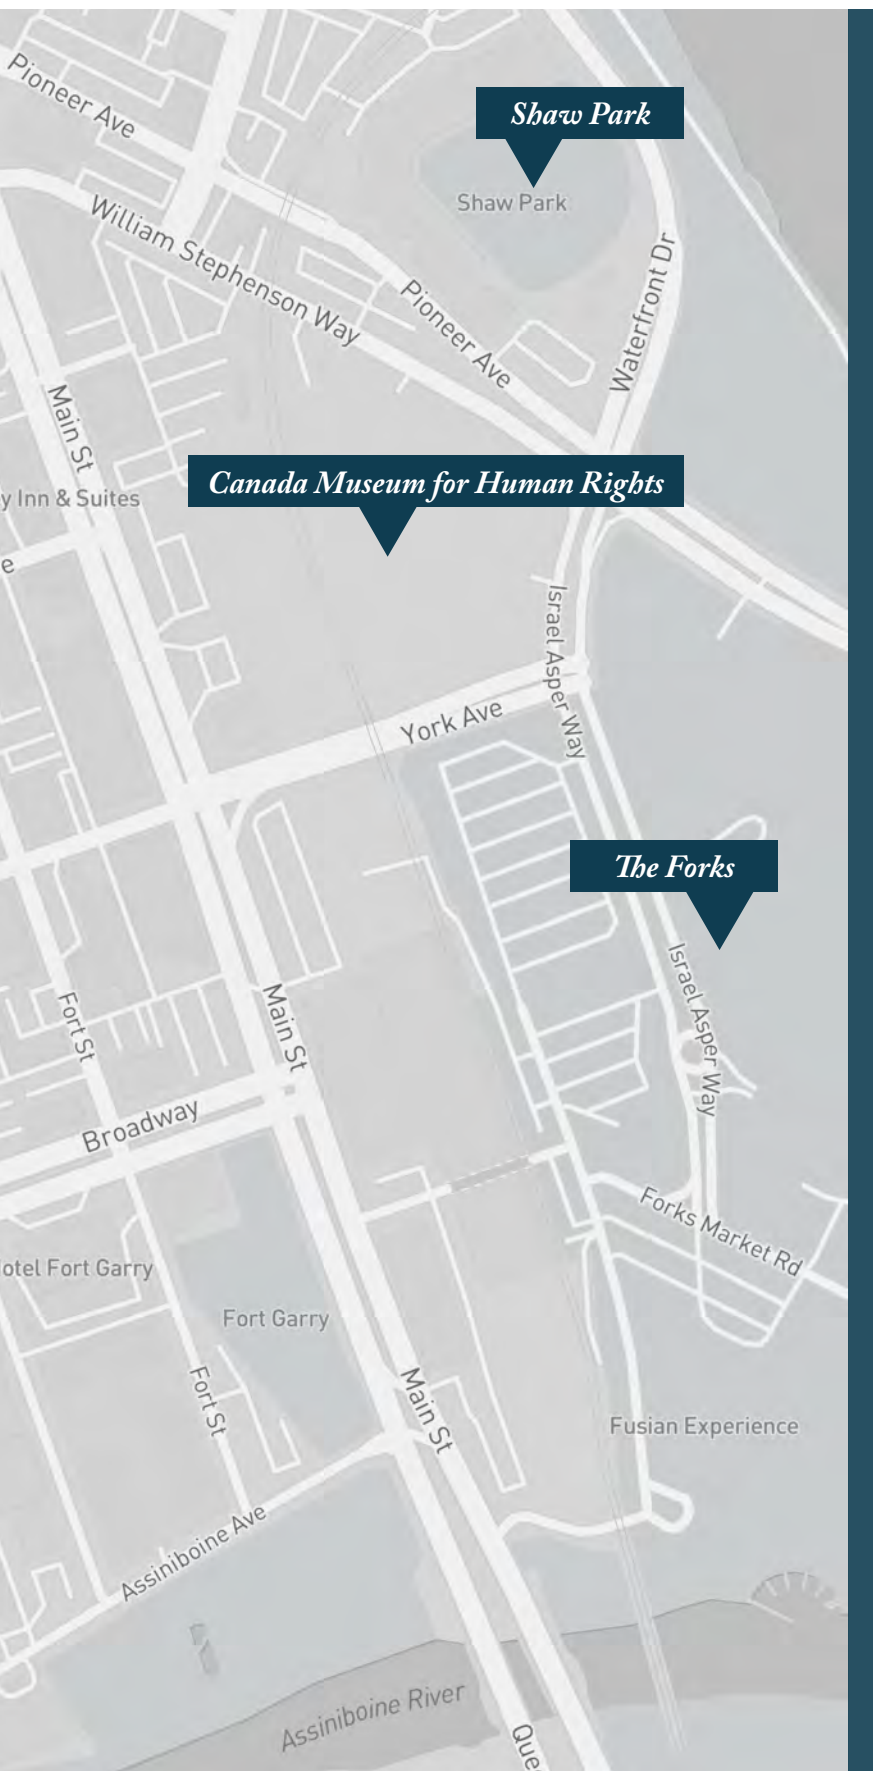 Pioneer Ave
Shaw Park
Shaw Park
William Stephenson Way
Waterfront Dr
Pioneer Ave
Main St
Canada Museum for Human Rights
y Inn & Suites
e
Israel Asper Way
York Ave
The Forks
Israel Asper Way
Fort St
Main St
Broadway
Forks Market Rd
otel Fort Garry
Fort Garry
Fort St
Main St
Fusian Experience
Assiniboine Ave
Assiniboine River
Que